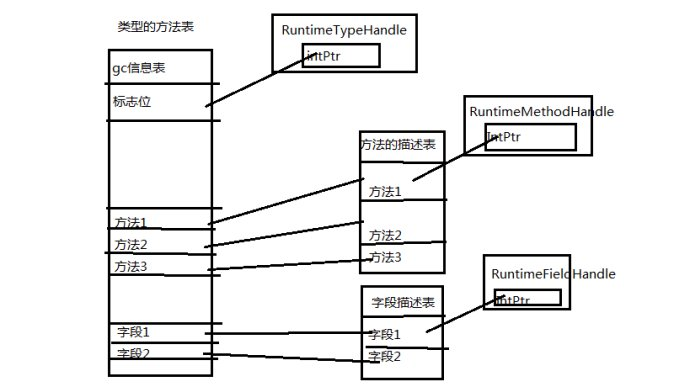 类型的方法表
gc信息表
标志位
方法1
方法2
方法3
字段1
字段2
RuntimeTypeHandle
intPtr
方法的描述表
方法1
方法2
方法3
字段描述表
字段1
字段2
RuntimeMethodHandle
IntPtr
RuntimeFieldHandle
IntPtr